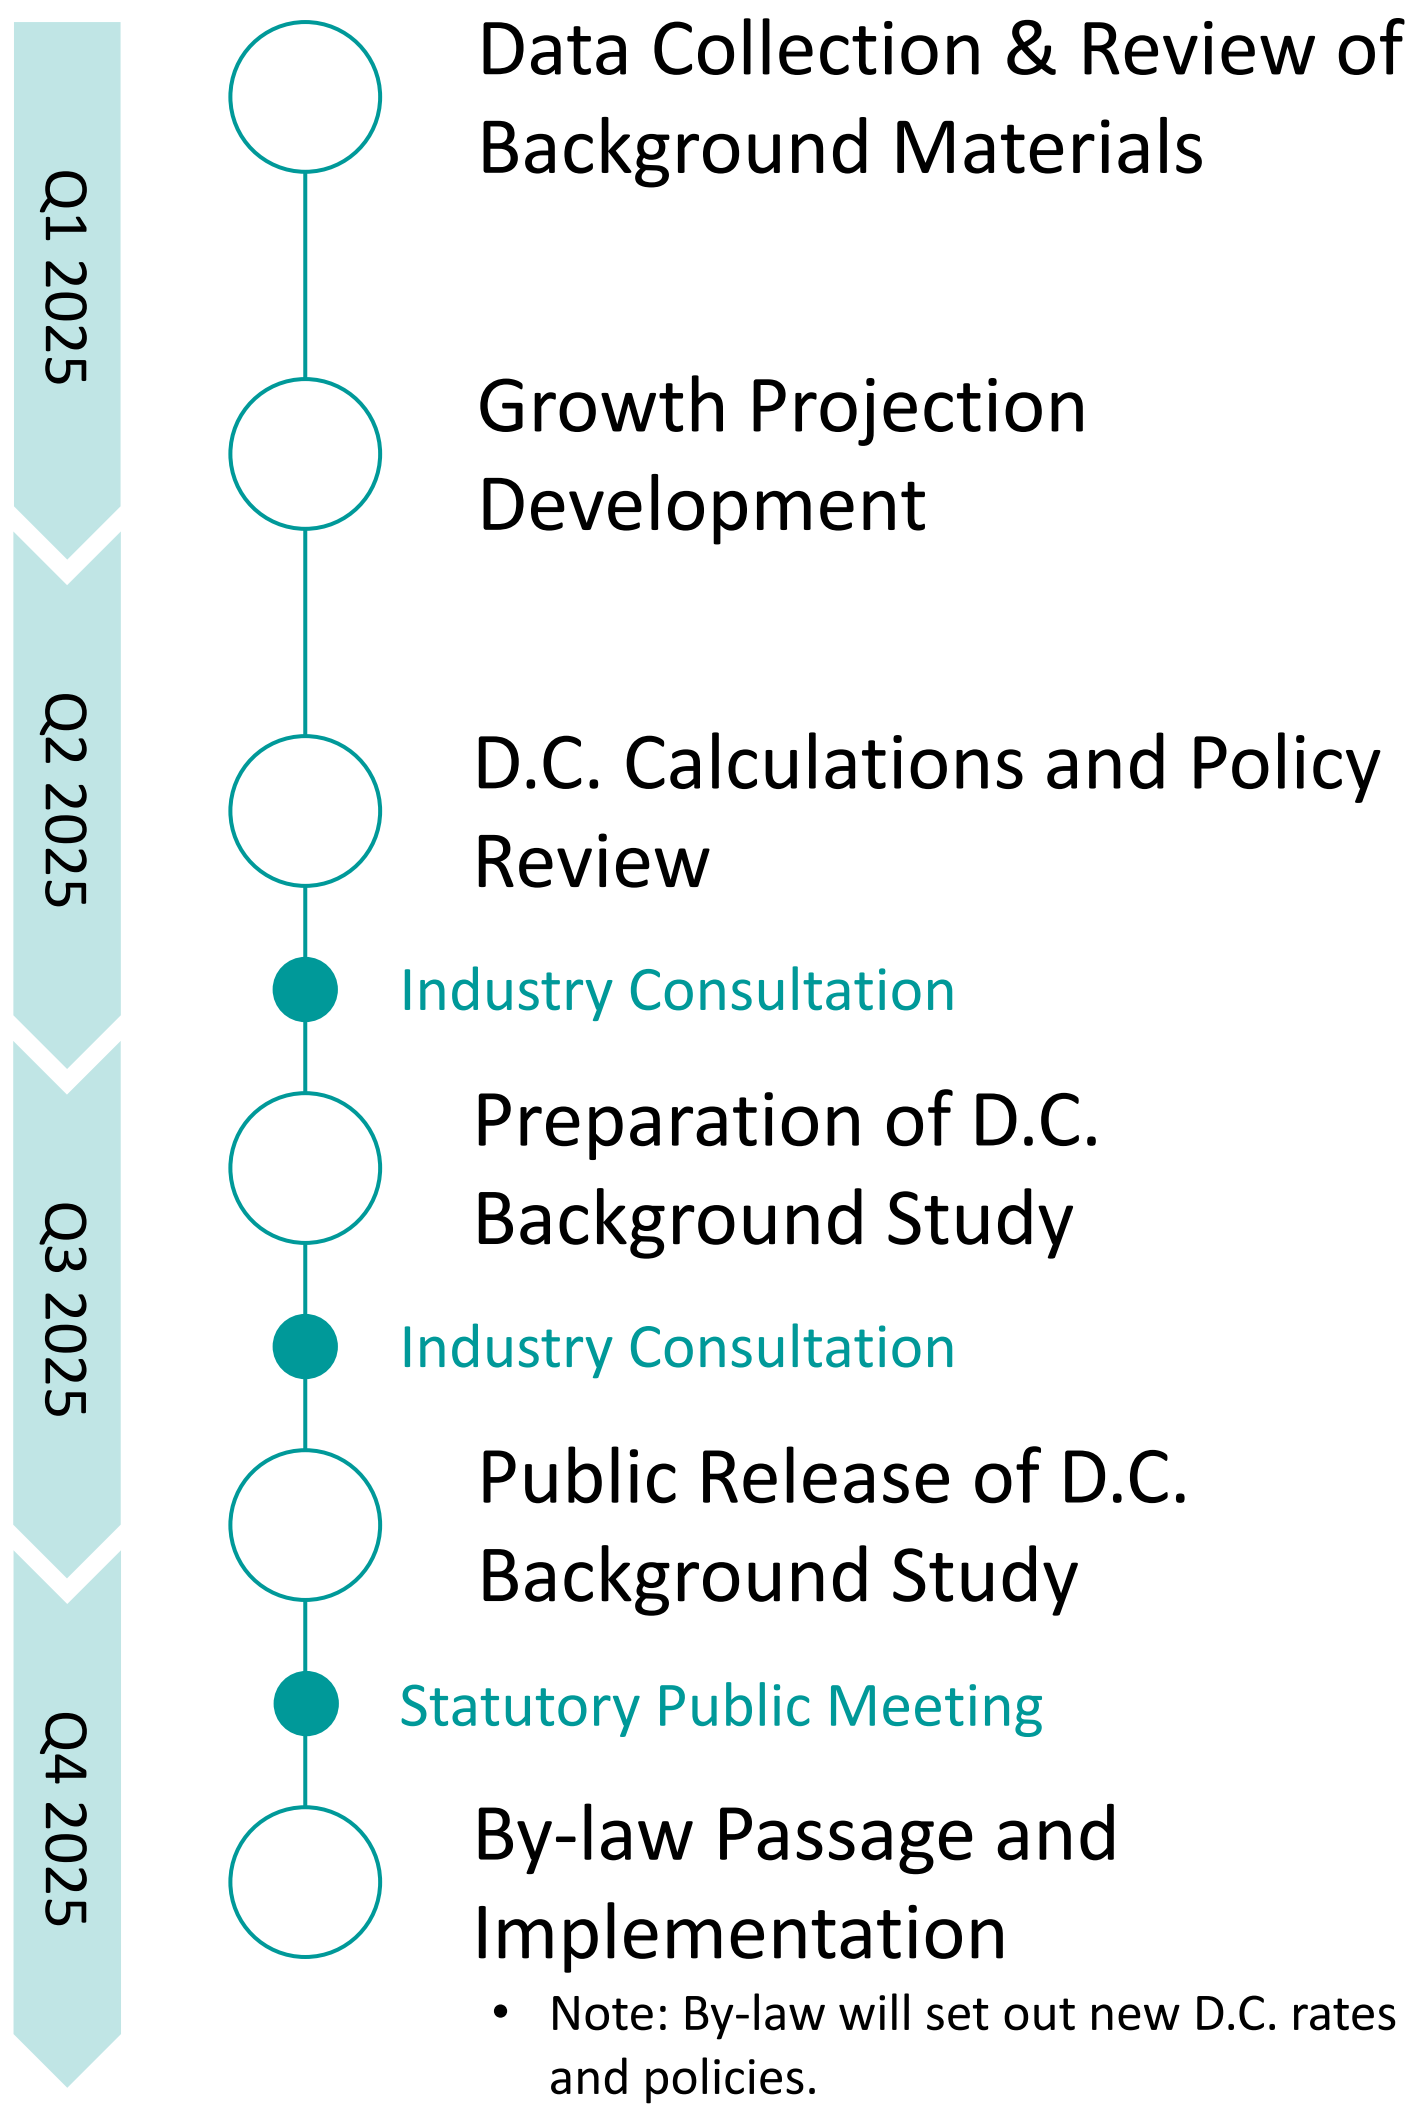 Q1 2025
Data Collection & Review of
Background Materials
Growth Projection
Development
Q2 2025
D.C. Calculations and Policy
Review
Industry Consultation
Q3 2025
Preparation of D.C.
Background Study
Industry Consultation
Public Release of D.C.
Background Study
Q4 2025
Statutory Public Meeting
By-law Passage and
Implementation
• Note: By-law will set out new D.C. rates
and policies.